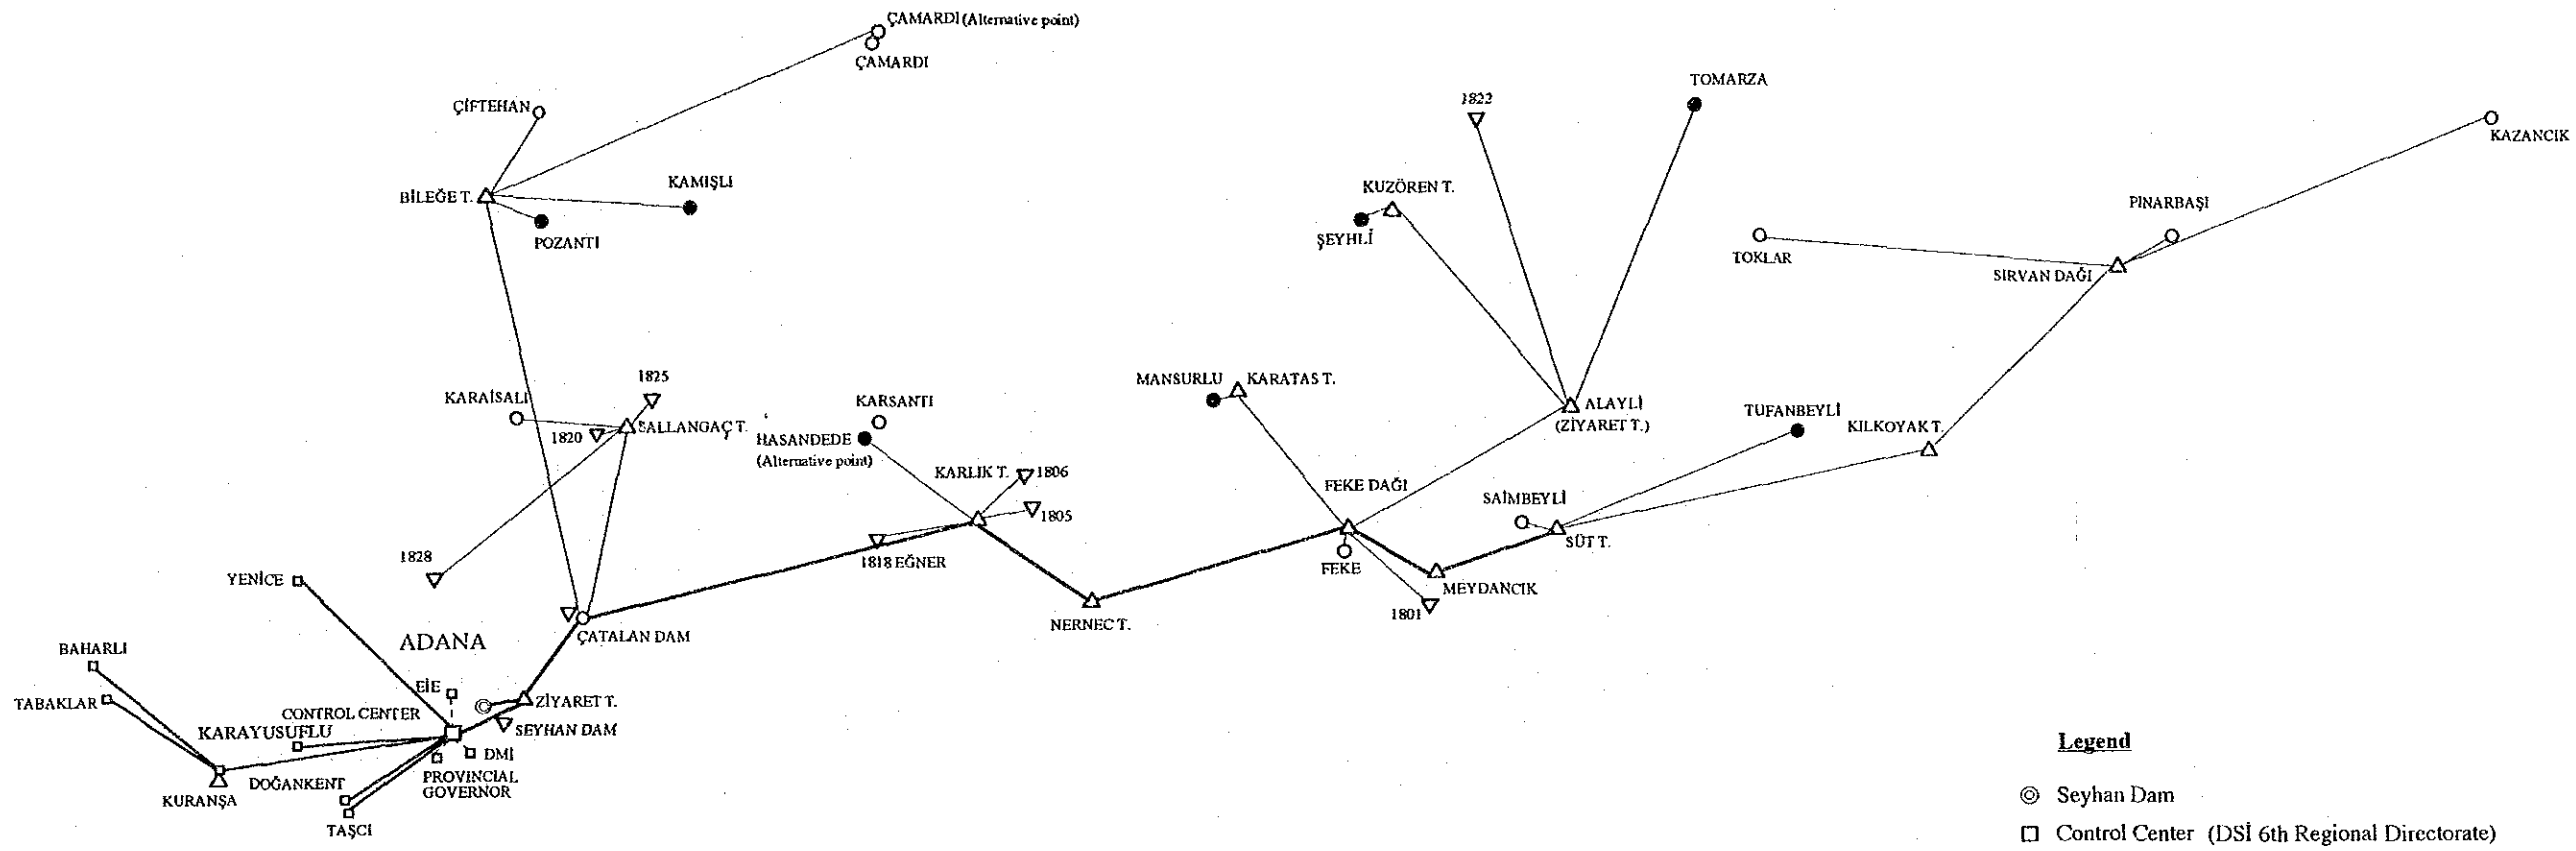 ÇAMARDI (Alternative point)
ÇAMARDI
TOMARZA
ÇİFTEHAN
1822
KAZANCIK
KAMIŞLI
KUZÖREN T.
BİLEĞE T.
PINARBAŞI
POZANTI
ŞEYHLİ
TOKLAR
SIRVAN DAĞI
1825
MANSURLU
KARATAS T.
KARAİSALI
KARSANTI
ALAYLİ
(ZİYARET T.)
TUFANBEYLİ
SALLANGAÇ T.
1820
HASANDEDE
(Alternative point)
KILKOYAK T.
KARLIK T.
1806
FEKE DAĞI
SAİMBEYLİ
1805
1828
1818 EĞNER
FEKE
SÜT T.
YENİCE
MEYDANCIK
1801
NERNEC T.
ÇATALAN DAM
ADANA
BAHARLI
EİE
TABAKLAR
ZİYARET T.
CONTROL CENTER
KARAYUSUFLU
SEYHAN DAM
DMİ
DOĞANKENT
PROVINCIAL
GOVERNOR
KURANŞA
TAŞCI
Legend
Seyhan Dam
Control Center (DSİ 6th Regional Directorate)